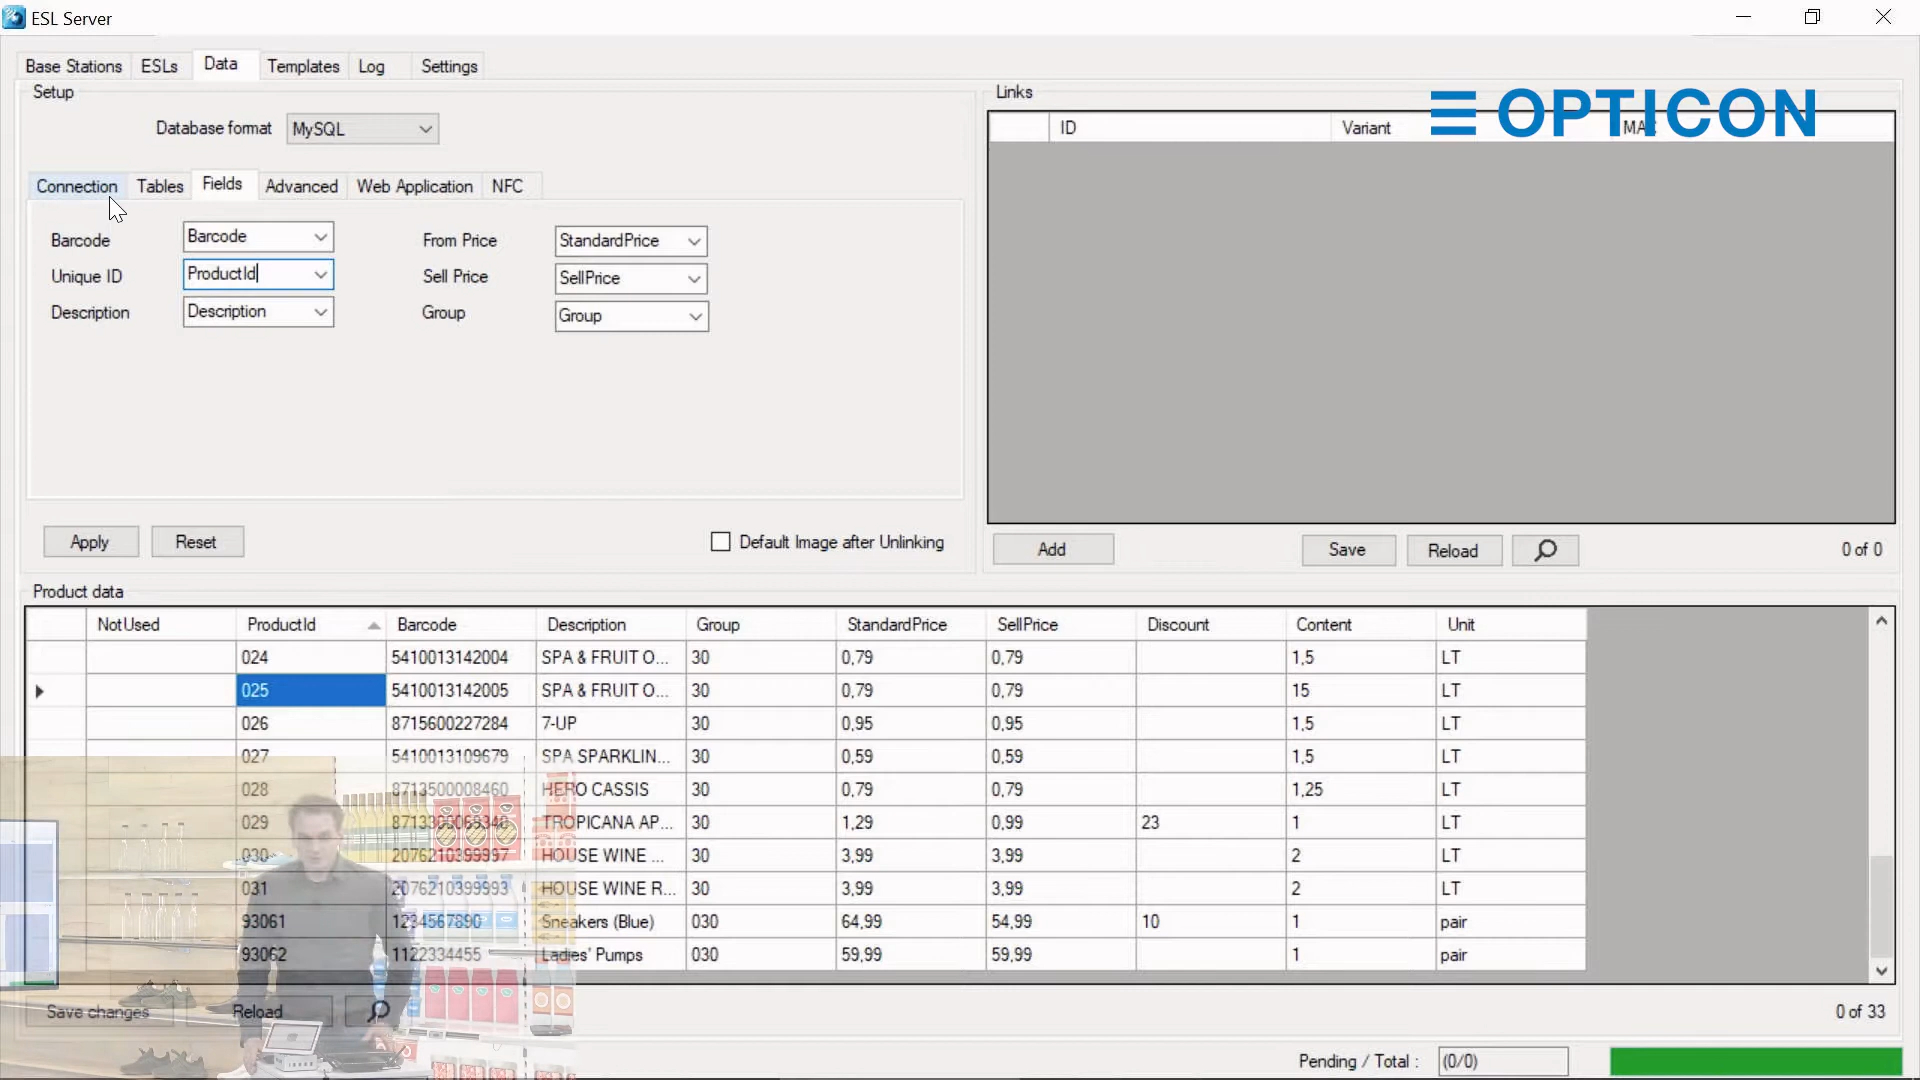 ESL Server
Base Stations ESLs Data Templates Log Settings
Setup
Database format MySQL
Connection Tables Fields Advanced Web Application NFC
Barcode Barcode From Price StandardPrice
Unique ID ProductId Sell Price SellPrice
Description Description Group Group
Apply Reset Default Image after Unlinking
Links
OPTICON
ID Variant MAC
Add Save Reload 0 of 0
Product data
NotUsed ProductId Barcode Description Group StandardPrice SellPrice Discount Content Unit
024 5410013142004 SPA & FRUIT O... 30 0,79 0,79 1,5 LT
025 5410013142005 SPA & FRUIT O... 30 0,79 0,79 15 LT
026 8715600227284 7-UP 30 0,95 0,95 1,5 LT
027 5410013109679 SPA SPARKLIN... 30 0,59 0,59 1,5 LT
028 8713500008460 HERO CASSIS 30 0,79 0,79 1,25 LT
029 TROPICANA AP... 30 1,29 0,99 23 1 LT
030 2076210399997 HOUSE WINE ... 30 3,99 3,99 2 LT
031 2076210399993 HOUSE WINE R... 30 3,99 3,99 2 LT
93061 1234567890 Sneakers (Blue) 030 64,99 54,99 10 1 pair
93062 1122334455 Ladies' Pumps 030 59,99 59,99 1 pair
Save changes Reload 0 of 33
Pending / Total : (0/0)